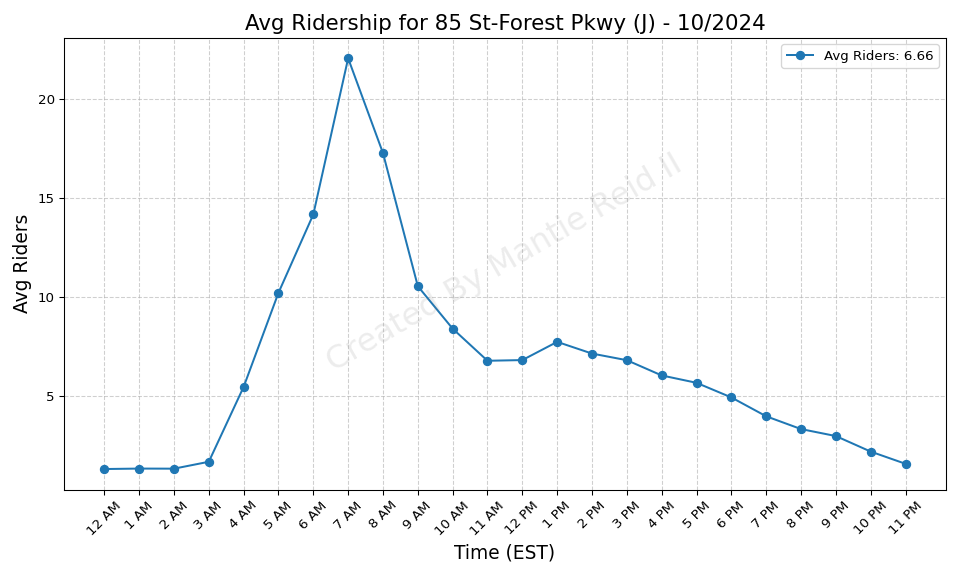 Avg Ridership for 85 St-Forest Pkwy (J) - 10/2024
Avg Riders: 6.66
Avg Riders
20
15
10
5
Created By Mantie Reid II
12 AM
1 AM
2 AM
3 AM
4 AM
5 AM
6 AM
7 AM
8 AM
9 AM
10 AM
11 AM
12 PM
1 PM
2 PM
3 PM
4 PM
5 PM
6 PM
7 PM
8 PM
9 PM
10 PM
11 PM
Time (EST)